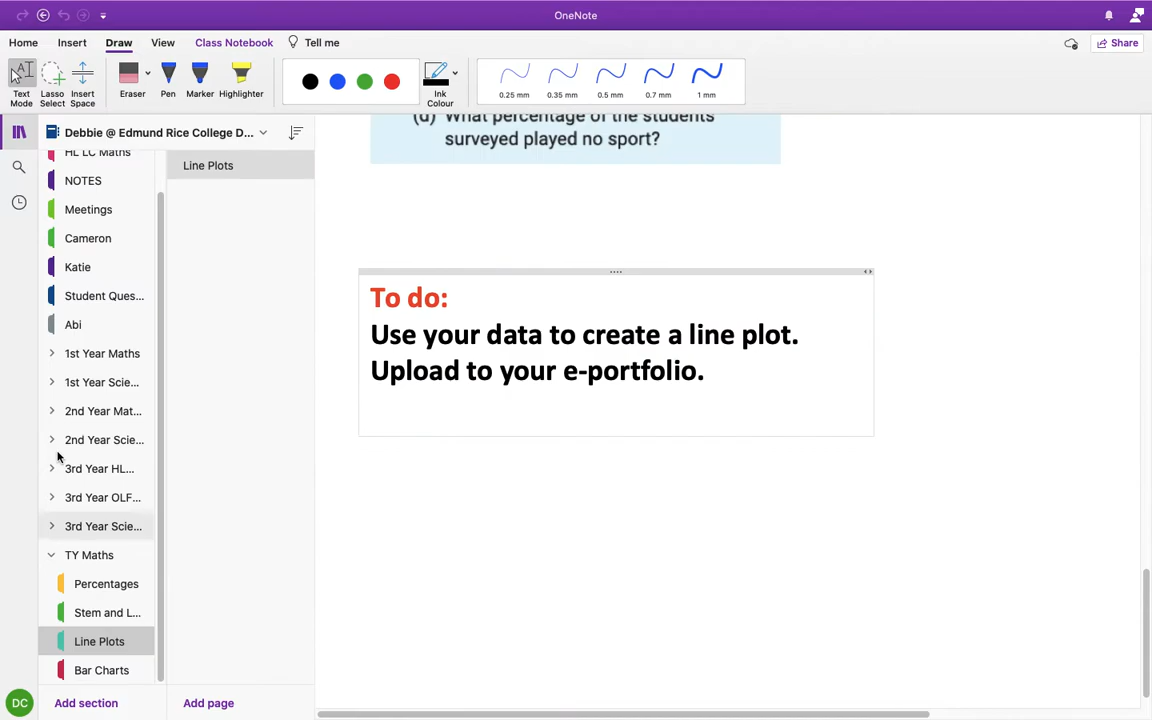 OneNote
Home Insert Draw View Class Notebook Tell me
Share
Text Mode
Lasso Select
Insert Space
Eraser
Pen
Marker
Highlighter
Ink Colour
0.25 mm 0.35 mm 0.5 mm 0.7 mm 1 mm
Debbie @ Edmund Rice College D...
HL LC Maths
NOTES
Meetings
Cameron
Katie
Student Ques...
Abi
1st Year Maths
1st Year Scie...
2nd Year Mat...
2nd Year Scie...
3rd Year HL...
3rd Year OLF...
3rd Year Scie...
TY Maths
Percentages
Stem and L...
Line Plots
Bar Charts
Add section
DC
Line Plots
Add page
(d) What percentage of the students
surveyed played no sport?
To do:
Use your data to create a line plot.
Upload to your e-portfolio.